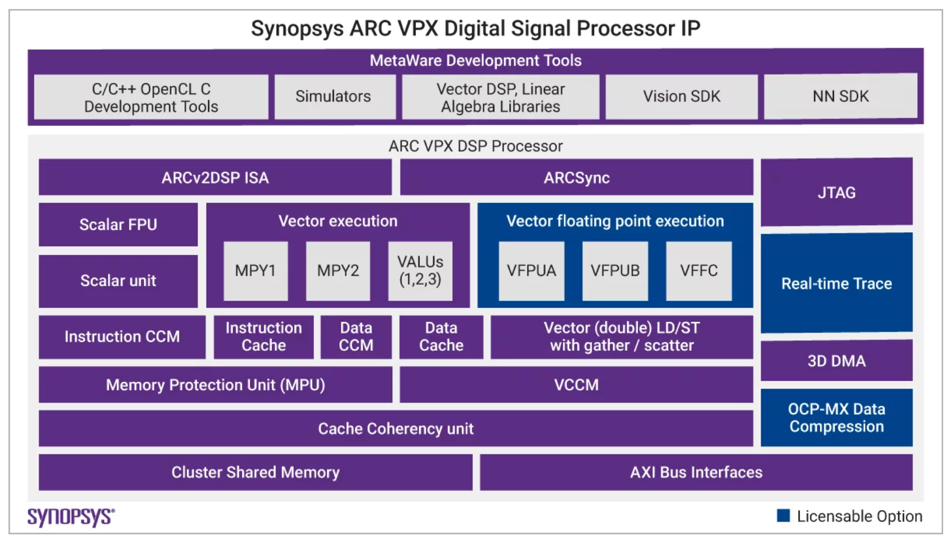 Synopsys ARC VPX Digital Signal Processor IP
MetaWare Development Tools
C/C++ OpenCL C
Development Tools
Simulators
Vector DSP, Linear
Algebra Libraries
Vision SDK
NN SDK
ARC VPX DSP Processor
ARCv2DSP ISA
ARCSync
JTAG
Scalar FPU
Vector execution
Vector floating point execution
MPY1
MPY2
VALUs
(1,2,3)
VFPUA
VFPUB
VFFC
Scalar unit
Real-time Trace
Instruction CCM
Instruction
Cache
Data
CCM
Data
Cache
Vector (double) LD/ST
with gather / scatter
3D DMA
Memory Protection Unit (MPU)
VCCM
OCP-MX Data
Compression
Cache Coherency unit
Cluster Shared Memory
AXI Bus Interfaces
SYNOPSYS®
Licensable Option